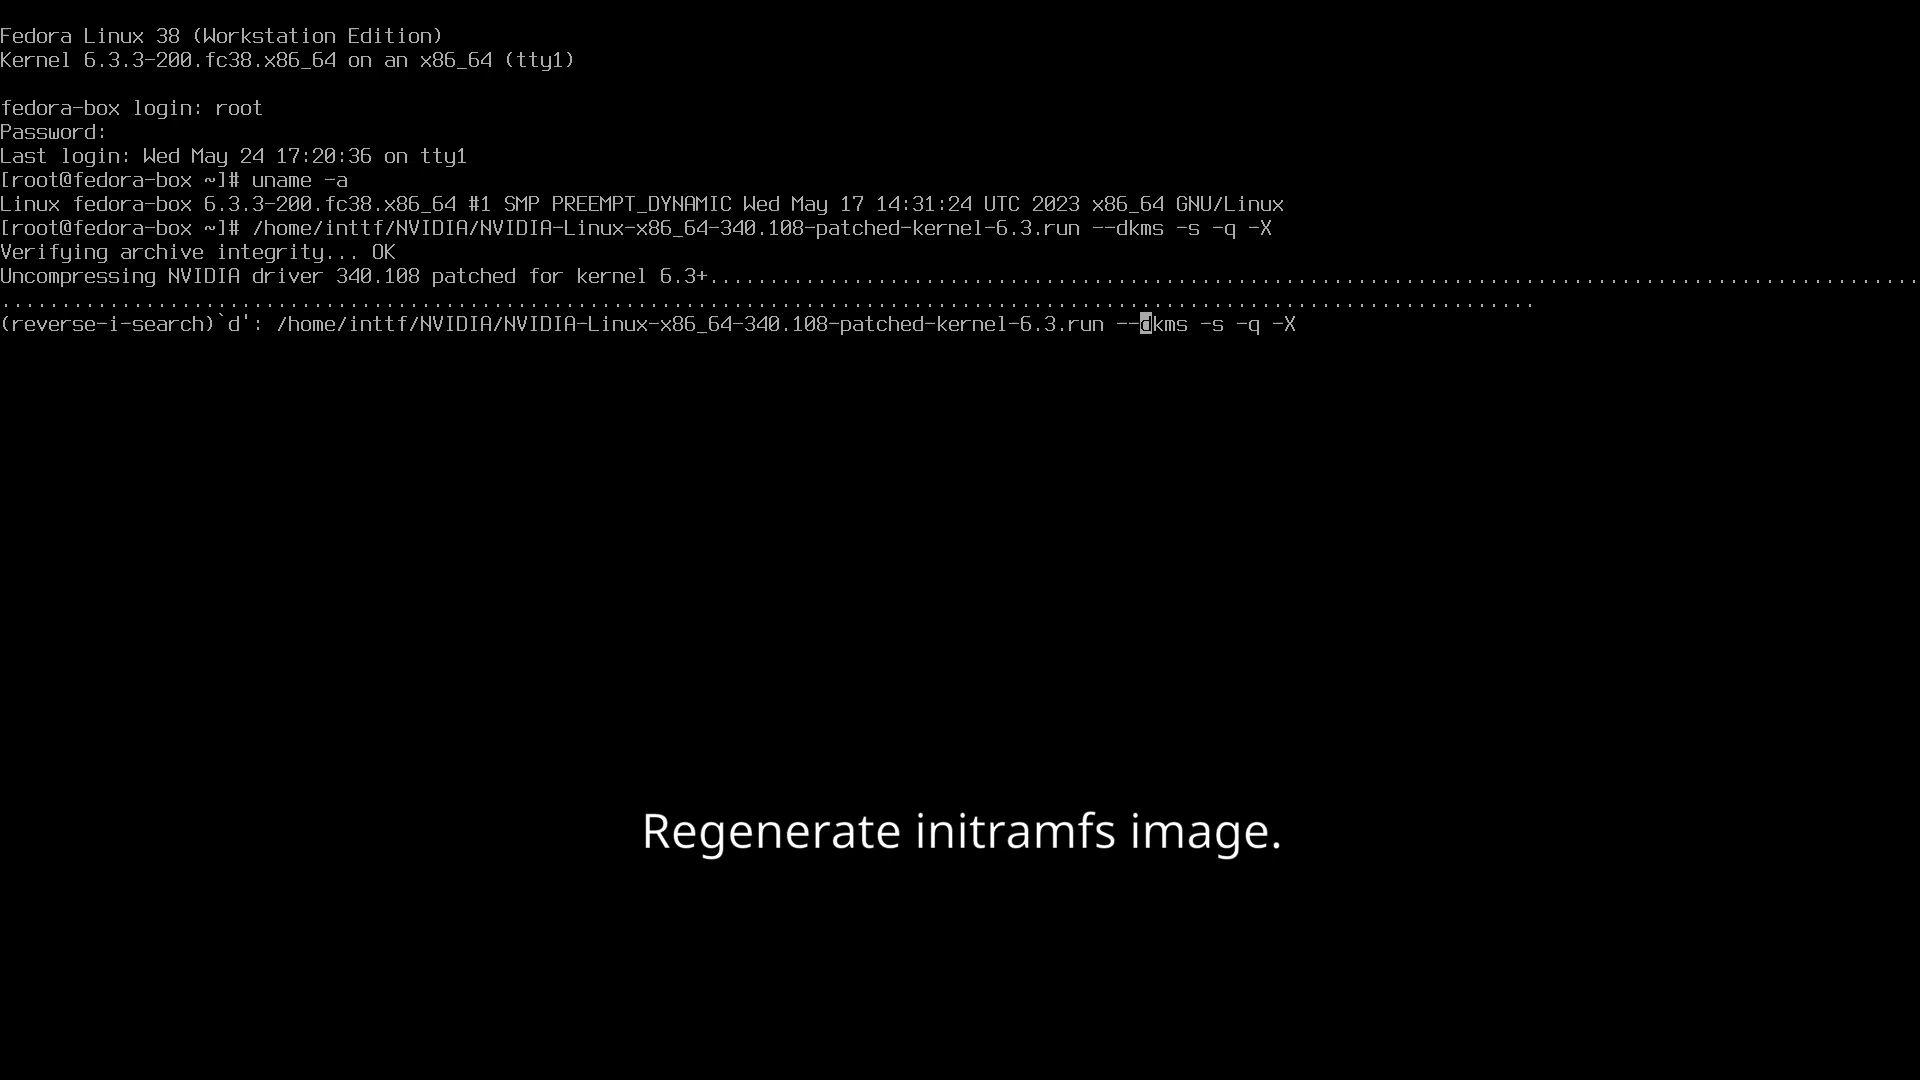 Fedora Linux 38 (Workstation Edition)
Kernel 6.3.3-200.fc38.x86_64 on an x86_64 (tty1)
fedora-box login: root
Password:
Last login: Wed May 24 17:20:36 on tty1
[root@fedora-box ~]# uname -a
Linux fedora-box 6.3.3-200.fc38.x86_64 #1 SMP PREEMPT_DYNAMIC Wed May 17 14:31:24 UTC 2023 x86_64 GNU/Linux
[root@fedora-box ~]# /home/inttf/NVIDIA/NVIDIA-Linux-x86_64-340.108-patched-kernel-6.3.run --dkms -s -q -X
Verifying archive integrity... OK
Uncompressing NVIDIA driver 340.108 patched for kernel 6.3+.....................................................................................................
................................................................................................................................
(reverse-i-search)`d': /home/inttf/NVIDIA/NVIDIA-Linux-x86_64-340.108-patched-kernel-6.3.run --dkms -s -q -X
Regenerate initramfs image.